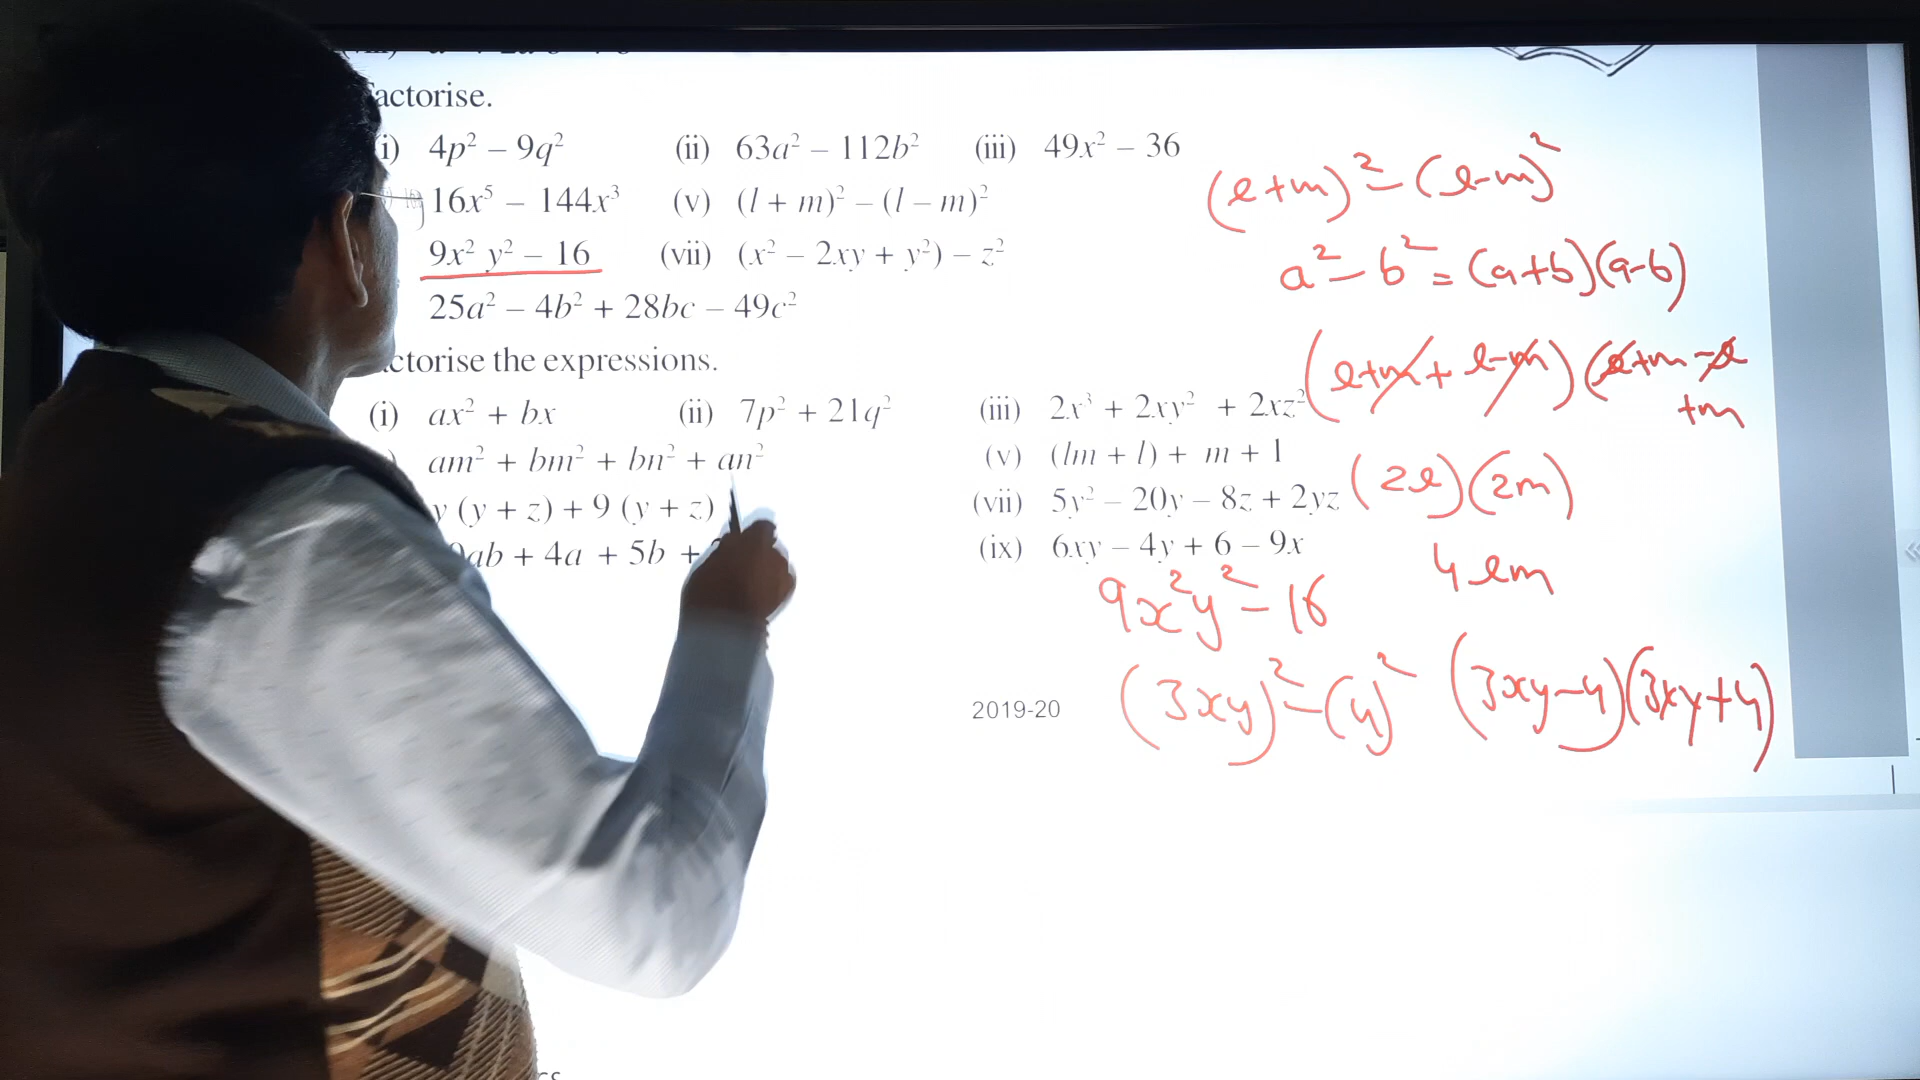 actorise.
i) 4p² – 9q² (ii) 63a² – 112b² (iii) 49x² – 36
16x⁵ – 144x³ (v) (l + m)² – (l – m)²
9x² y² – 16 (vii) (x² – 2xy + y²) – z²
25a² – 4b² + 28bc – 49c²
ctorise the expressions.
(i) ax² + bx (ii) 7p² + 21q² (iii) 2x³ + 2xy² + 2xz²
am² + bm² + bn² + an² (v) (lm + l) + m + 1
y (y + z) + 9 (y + z) (vii) 5y² – 20y – 8z + 2yz
ab + 4a + 5b + (ix) 6xy – 4y + 6 – 9x
2019-20
(l+m)² – (l–m)²
a² – b² = (a+b)(a–b)
(l+m+l–m)(l+m–l
+m
(2l)(2m)
4lm
9x²y² – 16
(3xy)² – (4)² (3xy–4)(3xy+4)